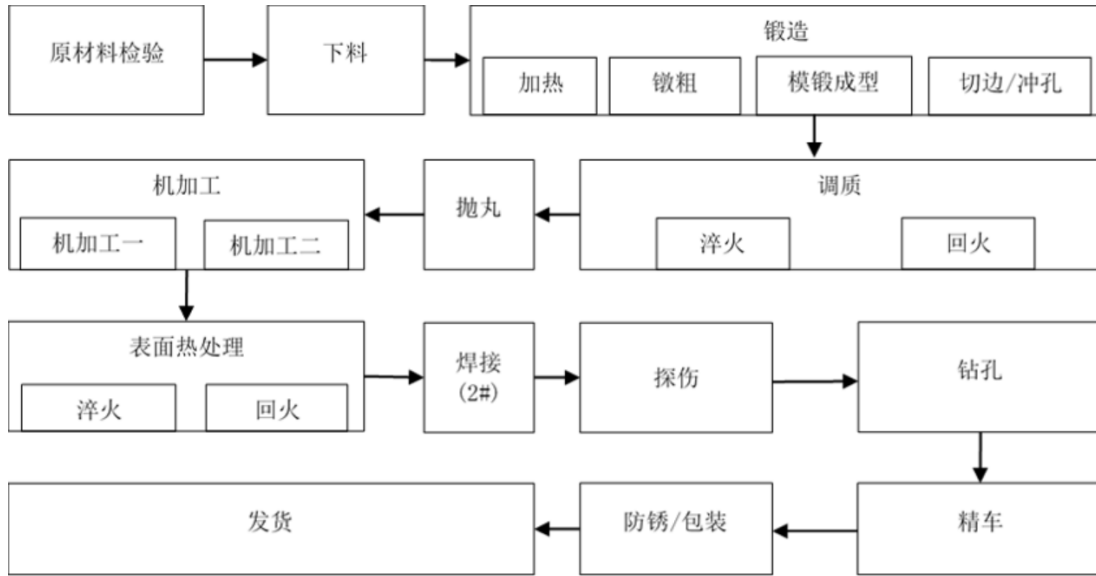 原材料检验
下料
锻造
加热
镦粗
模锻成型
切边/冲孔
机加工
机加工一
机加工二
抛丸
调质
淬火
回火
表面热处理
淬火
回火
焊接
(2#)
探伤
钻孔
发货
防锈/包装
精车